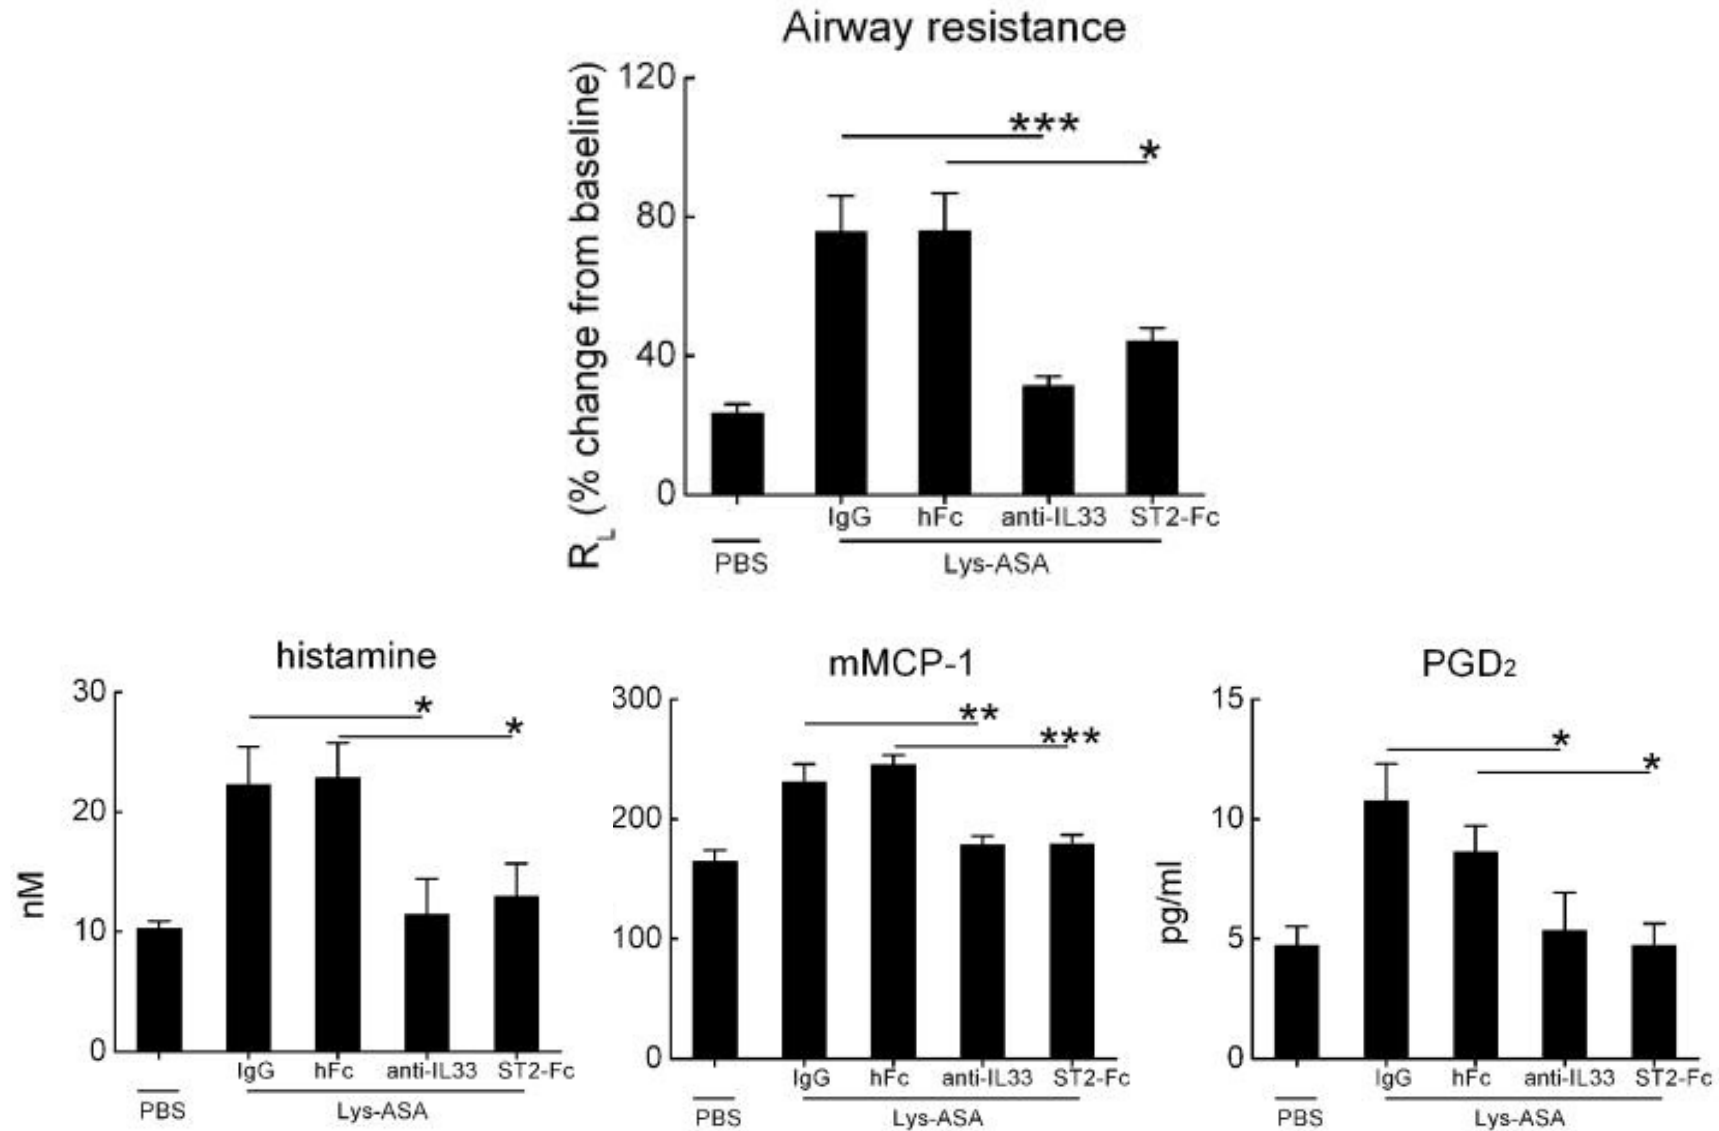 Airway resistance
R_L (% change from baseline)
120
***
*
80
40
0
IgG hFc anti-IL33 ST2-Fc
PBS Lys-ASA
histamine
nM
30
*
*
20
10
0
IgG hFc anti-IL33 ST2-Fc
PBS Lys-ASA
mMCP-1
300
**
***
200
100
0
IgG hFc anti-IL33 ST2-Fc
PBS Lys-ASA
PGD₂
pg/ml
15
*
*
10
5
0
IgG hFc anti-IL33 ST2-Fc
PBS Lys-ASA